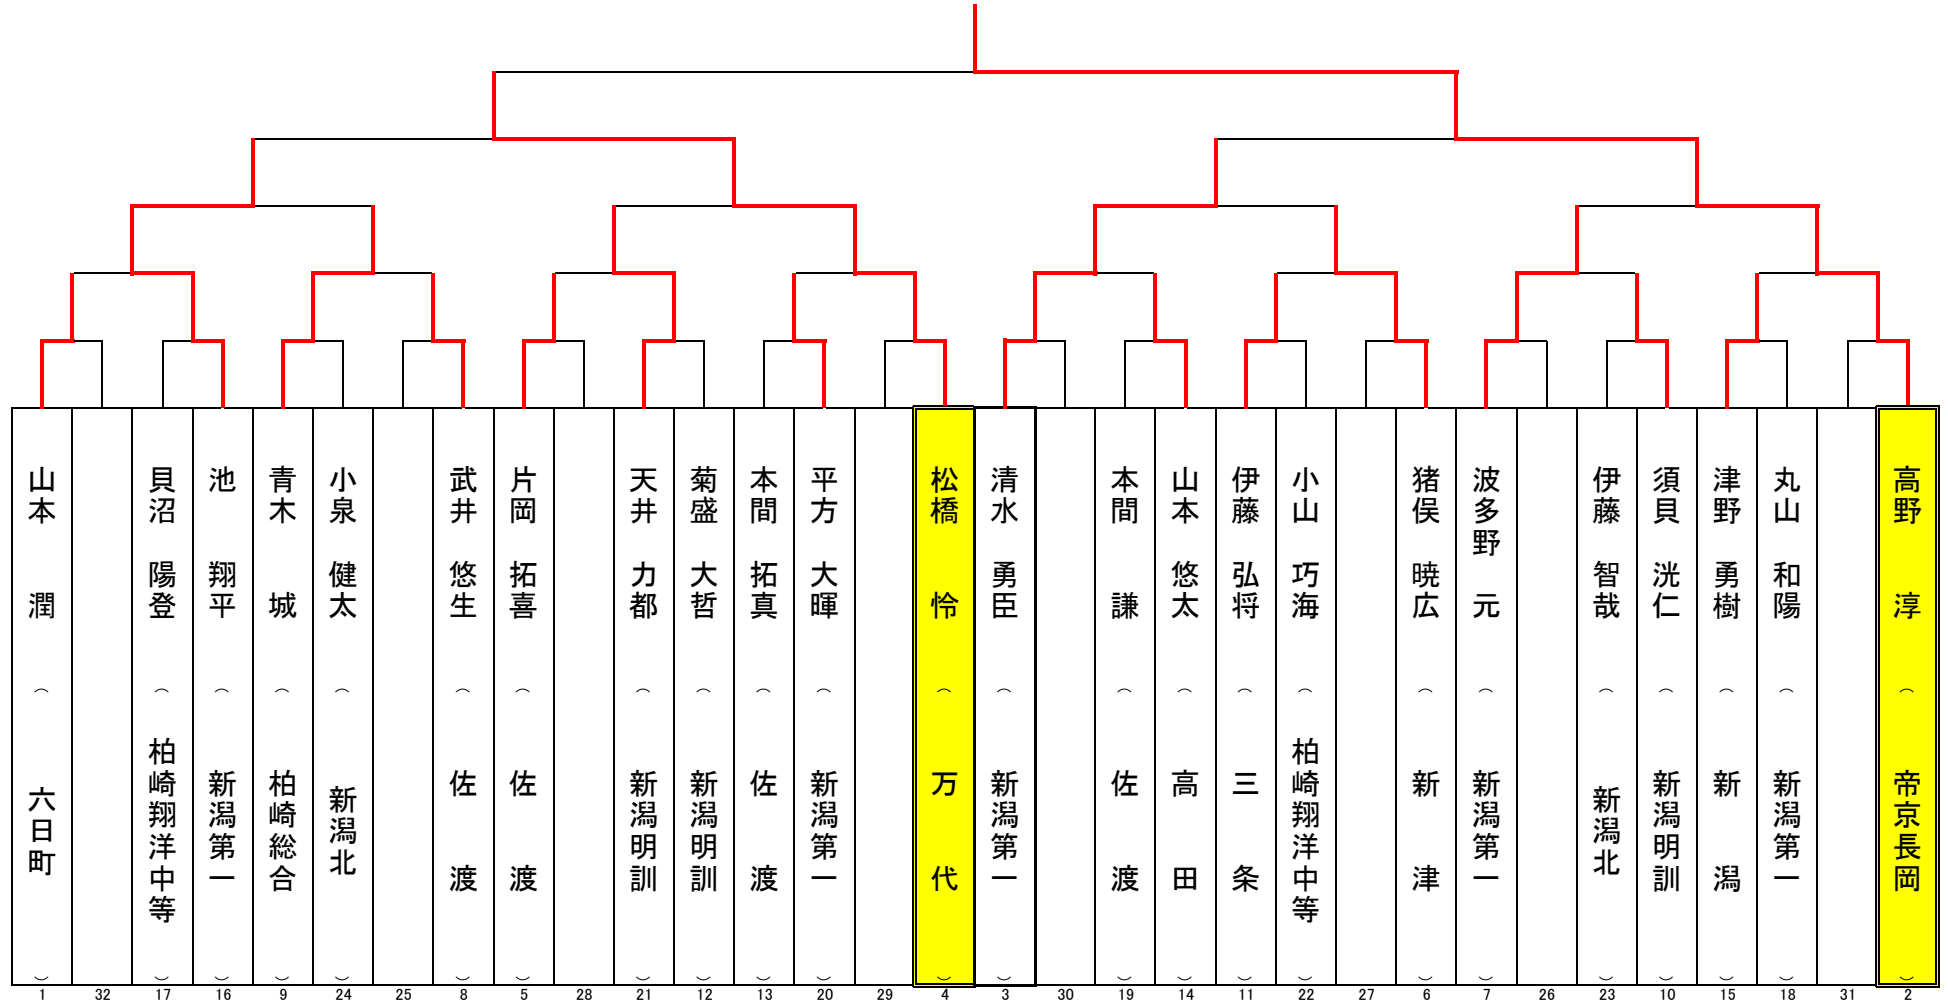 山本 潤 （ 六日町 ） 1
32
貝沼 陽登 （ 柏崎翔洋中等 ） 17
池 翔平 （ 新潟第一 ） 16
青木 城 （ 柏崎総合 ） 9
小泉 健太 （ 新潟北 ） 24
25
武井 悠生 （ 佐渡 ） 8
片岡 拓喜 （ 佐渡 ） 5
28
天井 力都 （ 新潟明訓 ） 21
菊盛 大哲 （ 新潟明訓 ） 12
本間 拓真 （ 佐渡 ） 13
平方 大暉 （ 新潟第一 ） 20
29
松橋 怜 （ 万代 ） 4
清水 勇臣 （ 新潟第一 ） 3
30
本間 謙 （ 佐渡 ） 19
山本 悠太 （ 高田 ） 14
伊藤 弘将 （ 三条 ） 11
小山 巧海 （ 柏崎翔洋中等 ） 22
27
猪俣 暁広 （ 新津 ） 6
波多野 元 （ 新潟第一 ） 7
26
伊藤 智哉 （ 新潟北 ） 23
須貝 洸仁 （ 新潟明訓 ） 10
津野 勇樹 （ 新潟 ） 15
丸山 和陽 （ 新潟第一 ） 18
31
高野 淳 （ 帝京長岡 ） 2